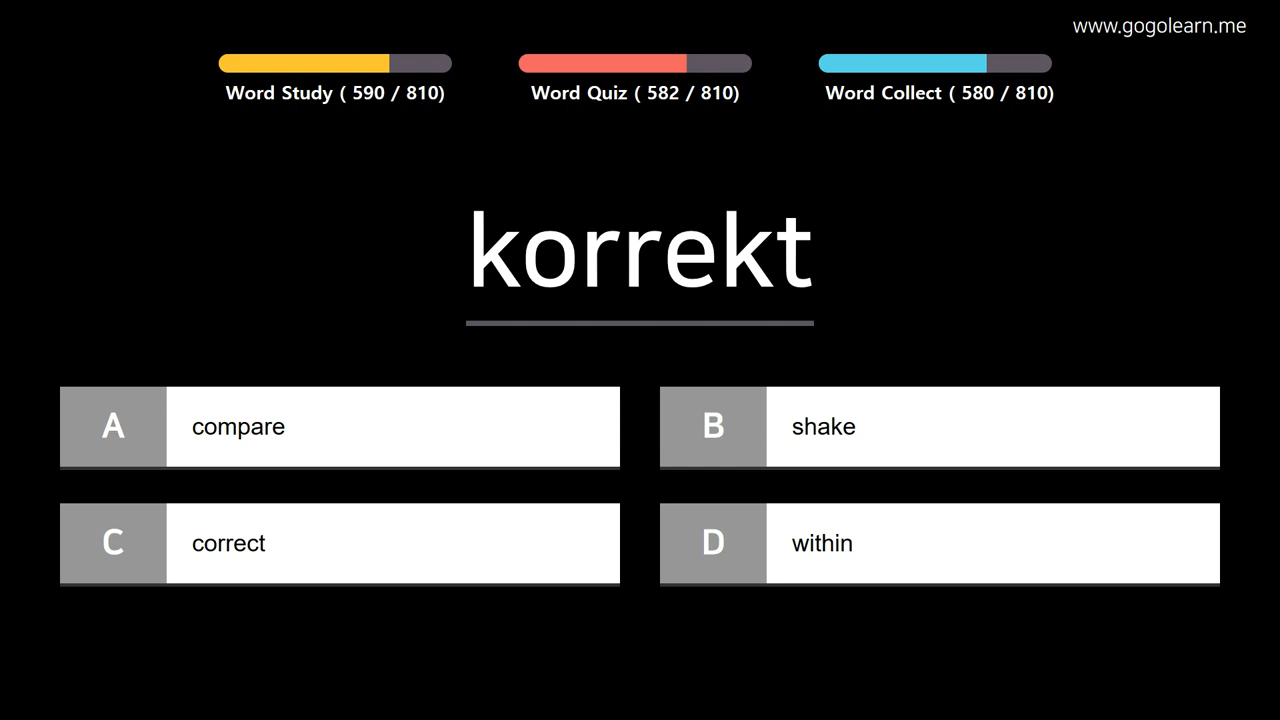 www.gogolearn.me
Word Study ( 590 / 810)
Word Quiz ( 582 / 810)
Word Collect ( 580 / 810)
korrekt
A compare
B shake
C correct
D within